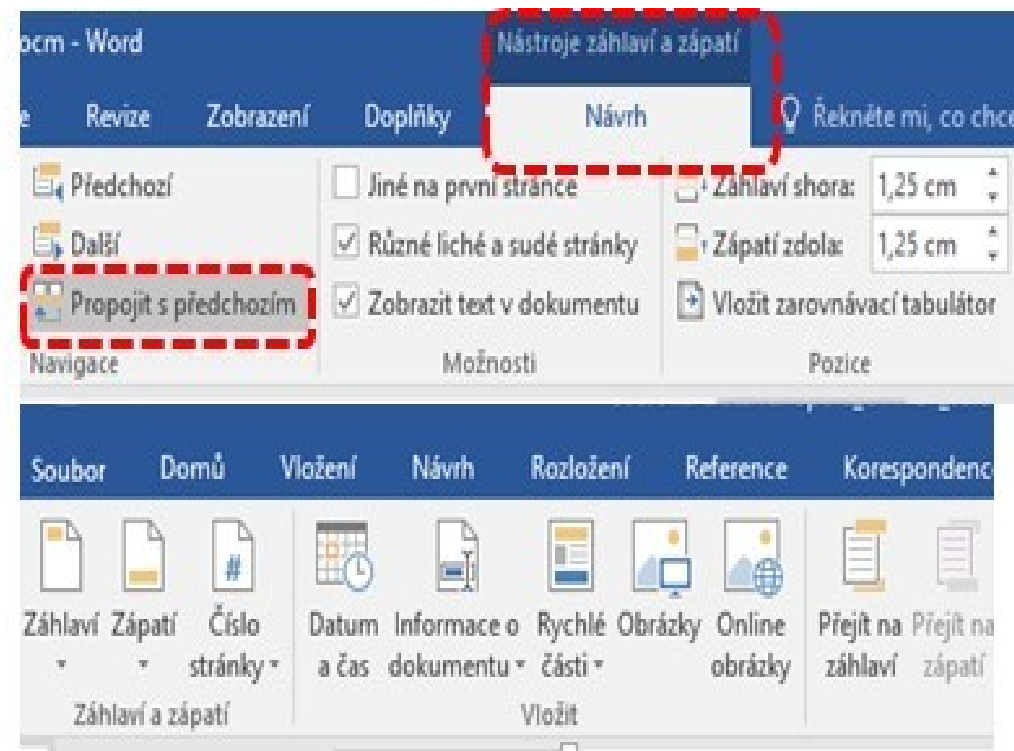 ocm - Word
Nástroje záhlaví a zápatí
Revize Zobrazení Doplňky Návrh Řekněte mi, co chce
Předchozí Jiné na první stránce Záhlaví shora: 1,25 cm
Další Různé liché a sudé stránky Zápatí zdola: 1,25 cm
Propojit s předchozím Zobrazit text v dokumentu Vložit zarovnávací tabulátor
Navigace Možnosti Pozice
Soubor Domů Vložení Návrh Rozložení Reference Korespondenc
Záhlaví Zápatí Číslo Datum Informace o Rychlé Obrázky Online Přejít na Přejít na
stránky a čas dokumentu části obrázky záhlaví zápatí
Záhlaví a zápatí Vložit